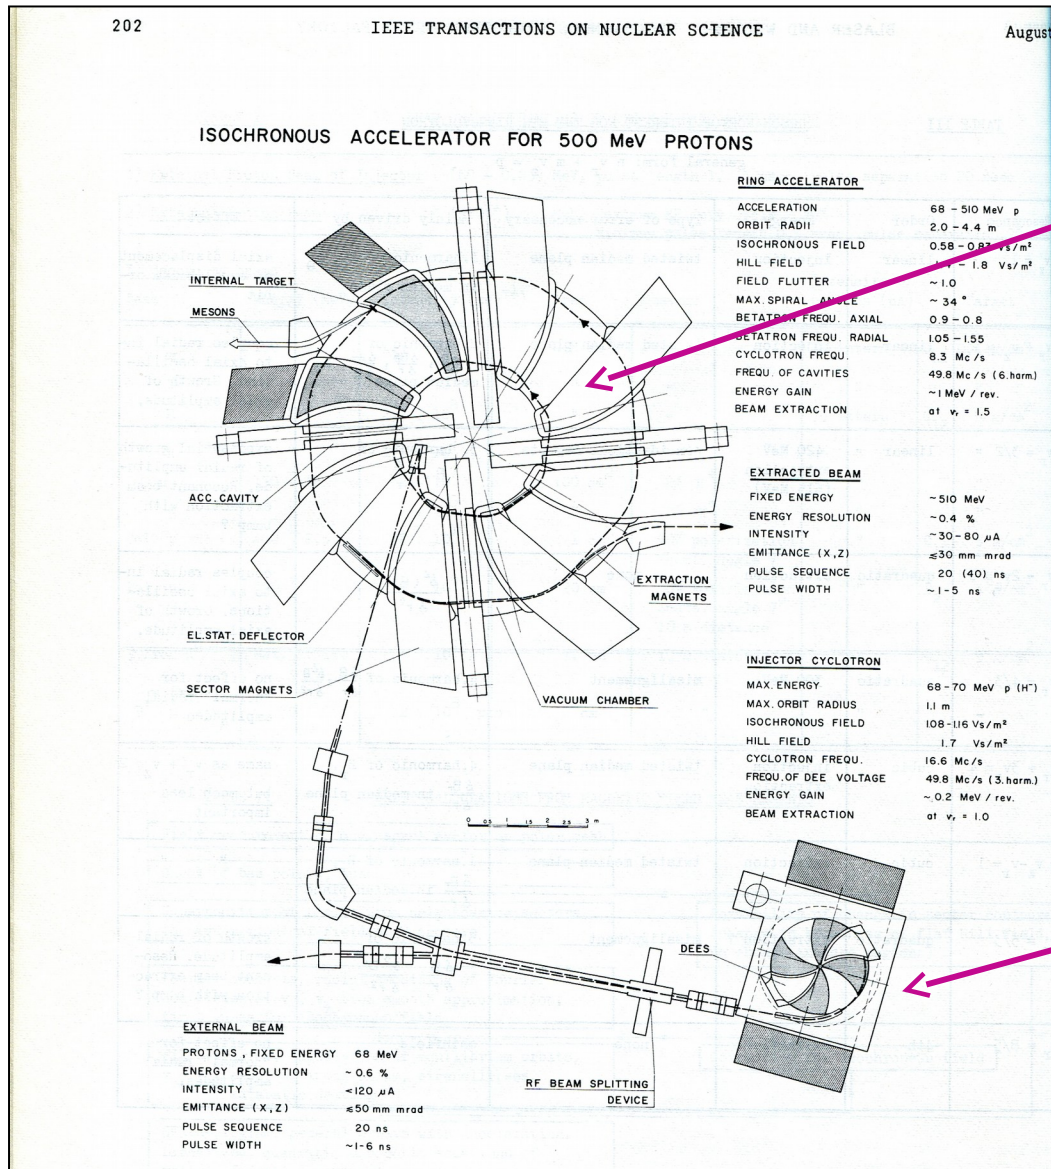 202
IEEE TRANSACTIONS ON NUCLEAR SCIENCE
August
ISOCHRONOUS ACCELERATOR FOR 500 MeV PROTONS
RING ACCELERATOR
ACCELERATION 68 – 510 MeV p
ORBIT RADII 2.0 – 4.4 m
ISOCHRONOUS FIELD 0.58 – Vs/m²
HILL FIELD – 1.8 Vs/m²
FIELD FLUTTER ~ 1.0
MAX. SPIRAL ANGLE ~ 34°
BETATRON FREQU. AXIAL 0.9 – 0.8
BETATRON FREQU. RADIAL 1.05 – 1.55
CYCLOTRON FREQU. 8.3 Mc/s
FREQU. OF CAVITIES 49.8 Mc/s (6.harm.)
ENERGY GAIN ~1 MeV / rev.
BEAM EXTRACTION at νr = 1.5
INTERNAL TARGET
MESONS
ACC. CAVITY
EL.STAT. DEFLECTOR
SECTOR MAGNETS
EXTRACTION
MAGNETS
VACUUM CHAMBER
EXTRACTED BEAM
FIXED ENERGY ~510 MeV
ENERGY RESOLUTION ~0.4 %
INTENSITY ~30-80 µA
EMITTANCE (X,Z) ≤30 mm mrad
PULSE SEQUENCE 20 (40) ns
PULSE WIDTH ~1-5 ns
INJECTOR CYCLOTRON
MAX. ENERGY 68-70 MeV p (H⁻)
MAX. ORBIT RADIUS 1.1 m
ISOCHRONOUS FIELD 1.08-1.16 Vs/m²
HILL FIELD 1.7 Vs/m²
CYCLOTRON FREQU. 16.6 Mc/s
FREQU. OF DEE VOLTAGE 49.8 Mc/s (3.harm.)
ENERGY GAIN ~0.2 MeV / rev.
BEAM EXTRACTION at νr = 1.0
0 0.5 1 1.5 2 2.5 3 m
DEES
RF BEAM SPLITTING
DEVICE
EXTERNAL BEAM
PROTONS, FIXED ENERGY 68 MeV
ENERGY RESOLUTION ~0.6 %
INTENSITY <120 µA
EMITTANCE (X,Z) ≤50 mm mrad
PULSE SEQUENCE 20 ns
PULSE WIDTH ~1-6 ns